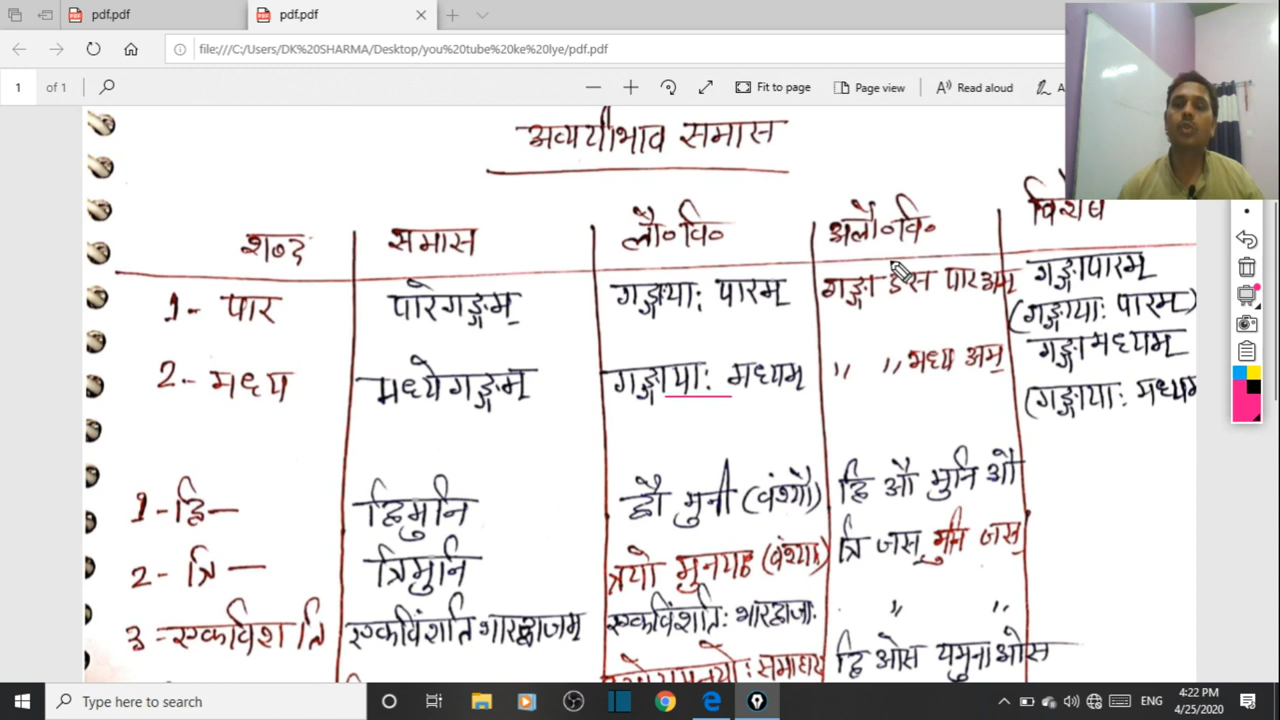 pdf.pdf
pdf.pdf
file:///C:/Users/DK%20SHARMA/Desktop/you%20tube%20ke%20lye/pdf.pdf
1 of 1
Fit to page
Page view
Read aloud
अव्ययीभाव समास
शब्द समास लौ०वि० अलौ०वि० विशेष
1- पार पारेगङ्गम् गङ्गायाः पारम् गङ्गा ङस पार अम् गङ्गापारम्
(गङ्गायाः पारम्)
2- मध्य मध्येगङ्गम् गङ्गायाः मध्यम् " " मध्य अम् गङ्गामध्यम्
(गङ्गायाः मध्यम
1- द्वि– द्विमुनि द्वौ मुनी (वंश्यौ) द्वि औ मुनि औ
2- त्रि – त्रिमुनि त्रयो मुनयः (वंश्याः) त्रि जस् मुनि जस्
3- एकविंशति एकविंशति भारद्वाजम् एकविंशतिः भारद्वाजाः " "
द्वि ओस यमुना ओस
Type here to search
ENG
4:22 PM
4/25/2020